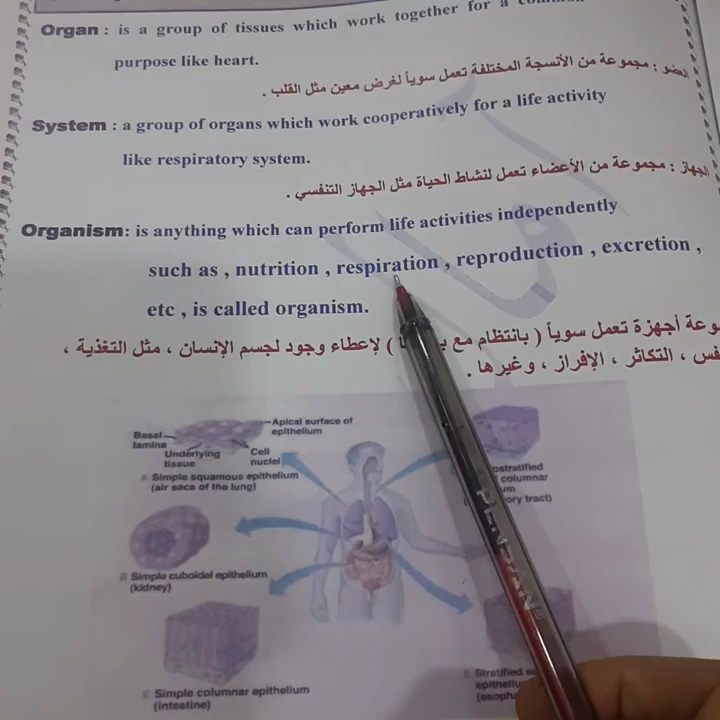 Organ : is a group of tissues which work together for a
purpose like heart.
العضو : مجموعة من الأنسجة المختلفة تعمل سوياً لغرض معين مثل القلب .
System : a group of organs which work cooperatively for a life activity
like respiratory system.
الجهاز : مجموعة من الأعضاء تعمل لنشاط الحياة مثل الجهاز التنفسي .
Organism: is anything which can perform life activities independently
such as , nutrition , respiration , reproduction , excretion ,
etc , is called organism.
أجهزة تعمل سوياً ( بانتظام مع ) لإعطاء وجود لجسم الإنسان ، مثل التغذية ،
، التكاثر ، الإفراز ، وغيرها .
Apical surface of
epithelium
Basal
lamina
Underlying
tissue
Cell
nuclei
A Simple squamous epithelium
(air sacs of the lung)
columnar
tract)
B Simple cuboidal epithelium
(kidney)
C Simple columnar epithelium
(intestine)
Stratified
PENSAN